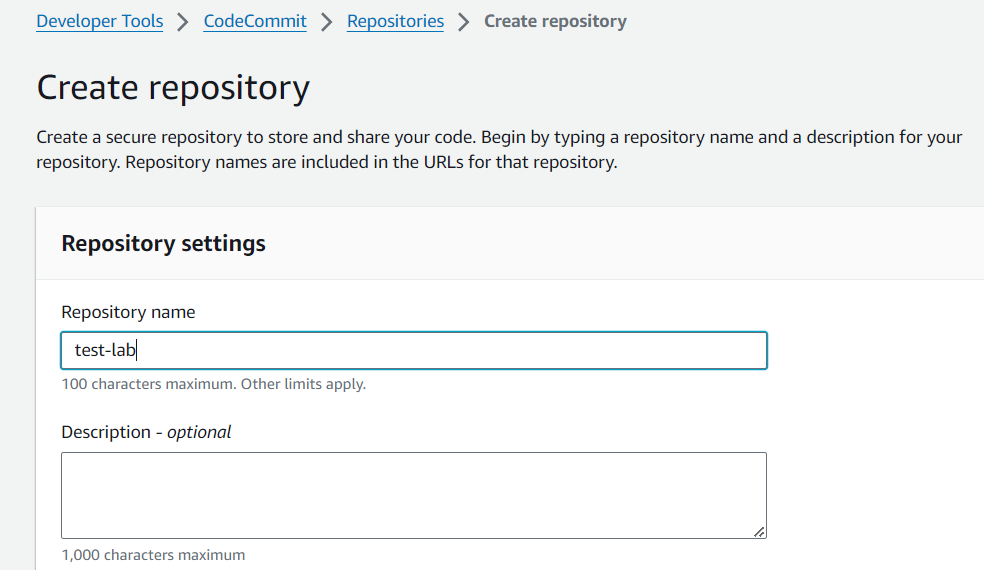 Developer Tools > CodeCommit > Repositories > Create repository
Create repository
Create a secure repository to store and share your code. Begin by typing a repository name and a description for your
repository. Repository names are included in the URLs for that repository.
Repository settings
Repository name
test-lab
100 characters maximum. Other limits apply.
Description - optional
1,000 characters maximum